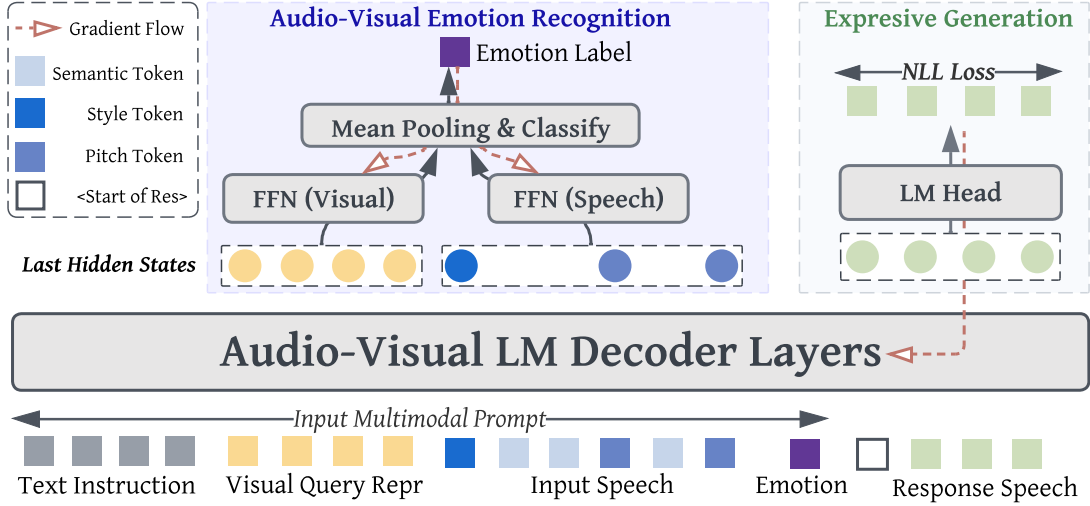 Gradient Flow
Semantic Token
Style Token
Pitch Token
<Start of Res>
Audio-Visual Emotion Recognition
Emotion Label
Mean Pooling & Classify
FFN (Visual)
FFN (Speech)
Expresive Generation
NLL Loss
LM Head
Last Hidden States
Audio-Visual LM Decoder Layers
Input Multimodal Prompt
Text Instruction
Visual Query Repr
Input Speech
Emotion
Response Speech